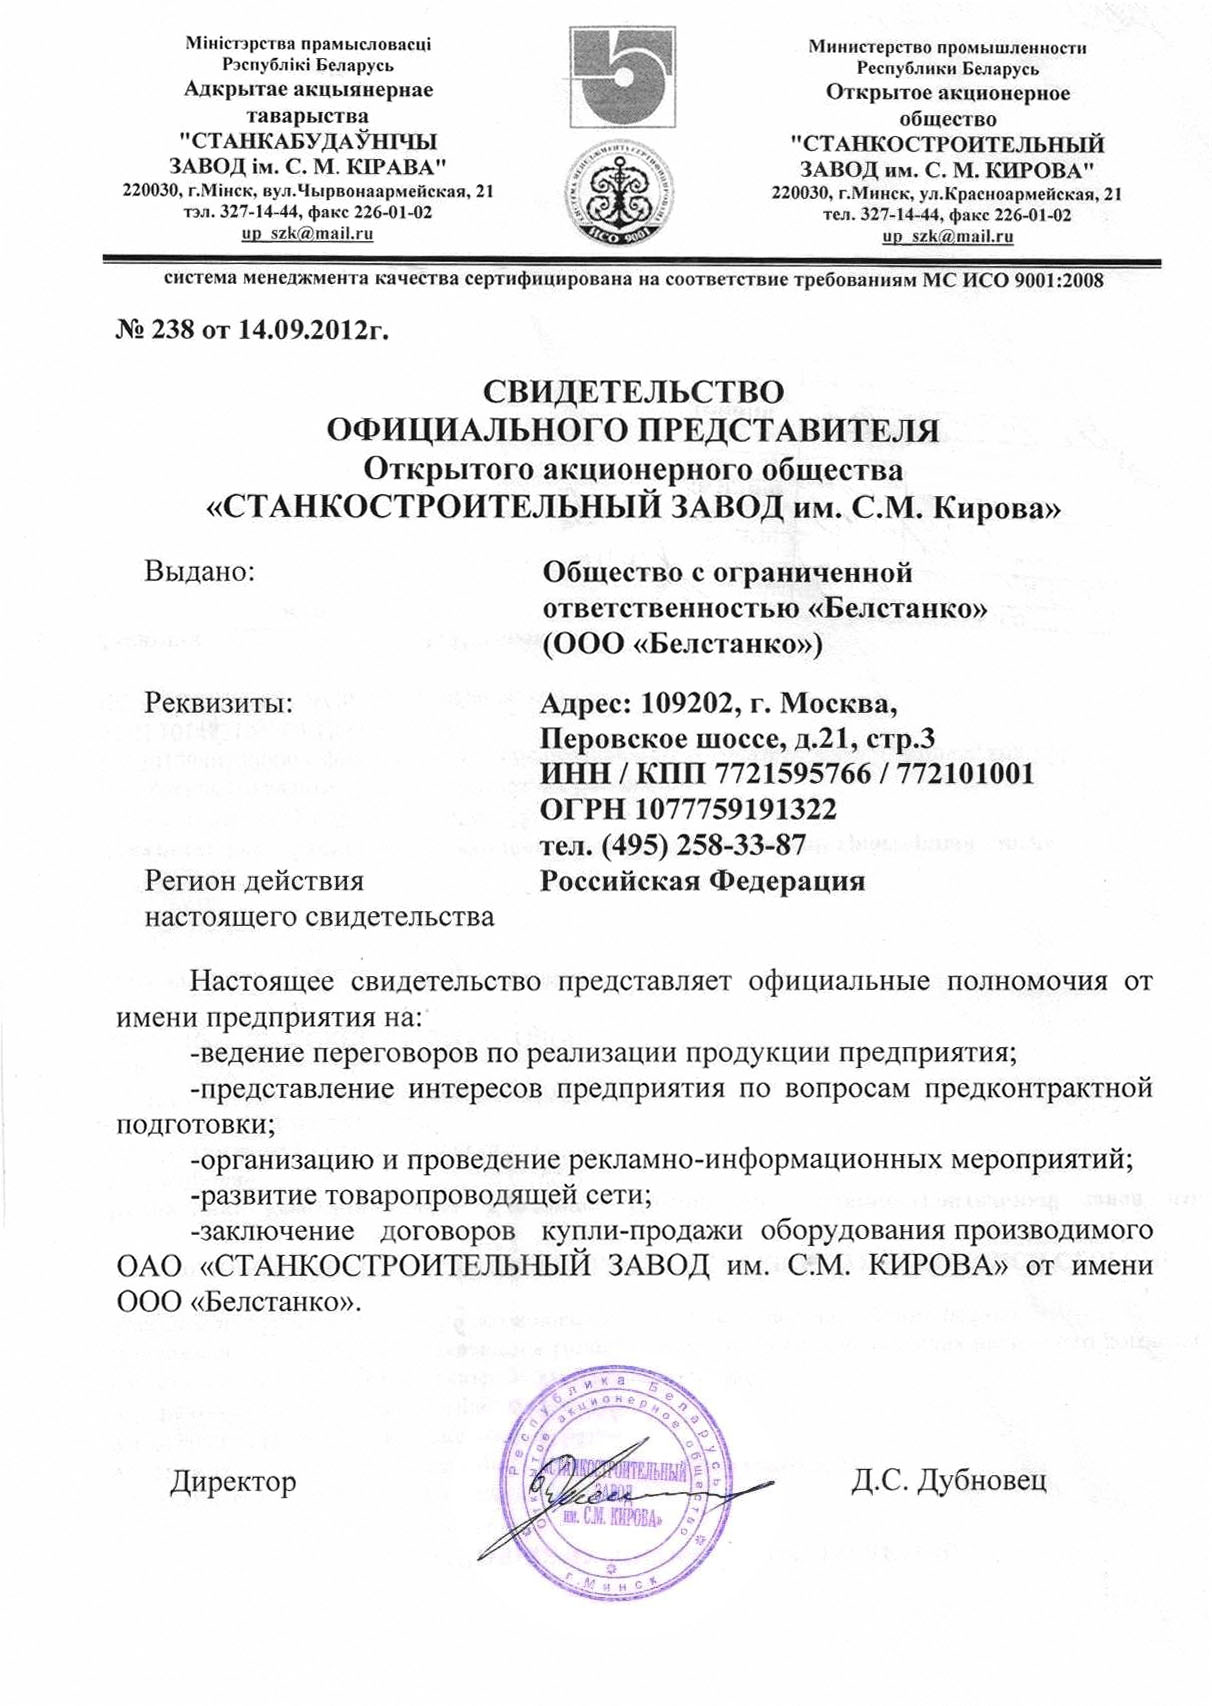 Міністэрства прамысловасці
Рэспублікі Беларусь
Адкрытае акцыянернае
таварыства
"СТАНКАБУДАЎНІЧЫ
ЗАВОД ім. С. М. КІРАВА"
220030, г.Мінск, вул.Чырвонаармейская, 21
тэл. 327-14-44, факс 226-01-02
up_szk@mail.ru
СИСТЕМА МЕНЕДЖМЕНТА СЕРТИФИЦИРОВАНА
ИСО 9001
Министерство промышленности
Республики Беларусь
Открытое акционерное
общество
"СТАНКОСТРОИТЕЛЬНЫЙ
ЗАВОД им. С. М. КИРОВА"
220030, г.Минск, ул.Красноармейская, 21
тел. 327-14-44, факс 226-01-02
up_szk@mail.ru
система менеджмента качества сертифицирована на соответствие требованиям МС ИСО 9001:2008
№ 238 от 14.09.2012г.
СВИДЕТЕЛЬСТВО
ОФИЦИАЛЬНОГО ПРЕДСТАВИТЕЛЯ
Открытого акционерного общества
«СТАНКОСТРОИТЕЛЬНЫЙ ЗАВОД им. С.М. Кирова»
Выдано: Общество с ограниченной
ответственностью «Белстанко»
(ООО «Белстанко»)
Реквизиты: Адрес: 109202, г. Москва,
Перовское шоссе, д.21, стр.3
ИНН / КПП 7721595766 / 772101001
ОГРН 1077759191322
тел. (495) 258-33-87
Регион действия Российская Федерация
настоящего свидетельства
Настоящее свидетельство представляет официальные полномочия от
имени предприятия на:
-ведение переговоров по реализации продукции предприятия;
-представление интересов предприятия по вопросам предконтрактной
подготовки;
-организацию и проведение рекламно-информационных мероприятий;
-развитие товаропроводящей сети;
-заключение договоров купли-продажи оборудования производимого
ОАО «СТАНКОСТРОИТЕЛЬНЫЙ ЗАВОД им. С.М. КИРОВА» от имени
ООО «Белстанко».
Директор Д.С. Дубновец
Республика Беларусь
Открытое акционерное общество
«СТАНКОСТРОИТЕЛЬНЫЙ
ЗАВОД
им. С.М. КИРОВА»
г.Минск